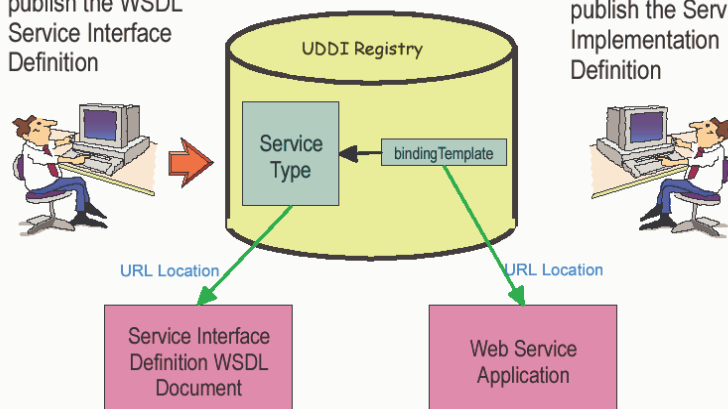 publish the WSDL
Service Interface
Definition
UDDI Registry
publish the Serv
Implementation
Definition
Service
Type
bindingTemplate
URL Location
URL Location
Service Interface
Definition WSDL
Document
Web Service
Application